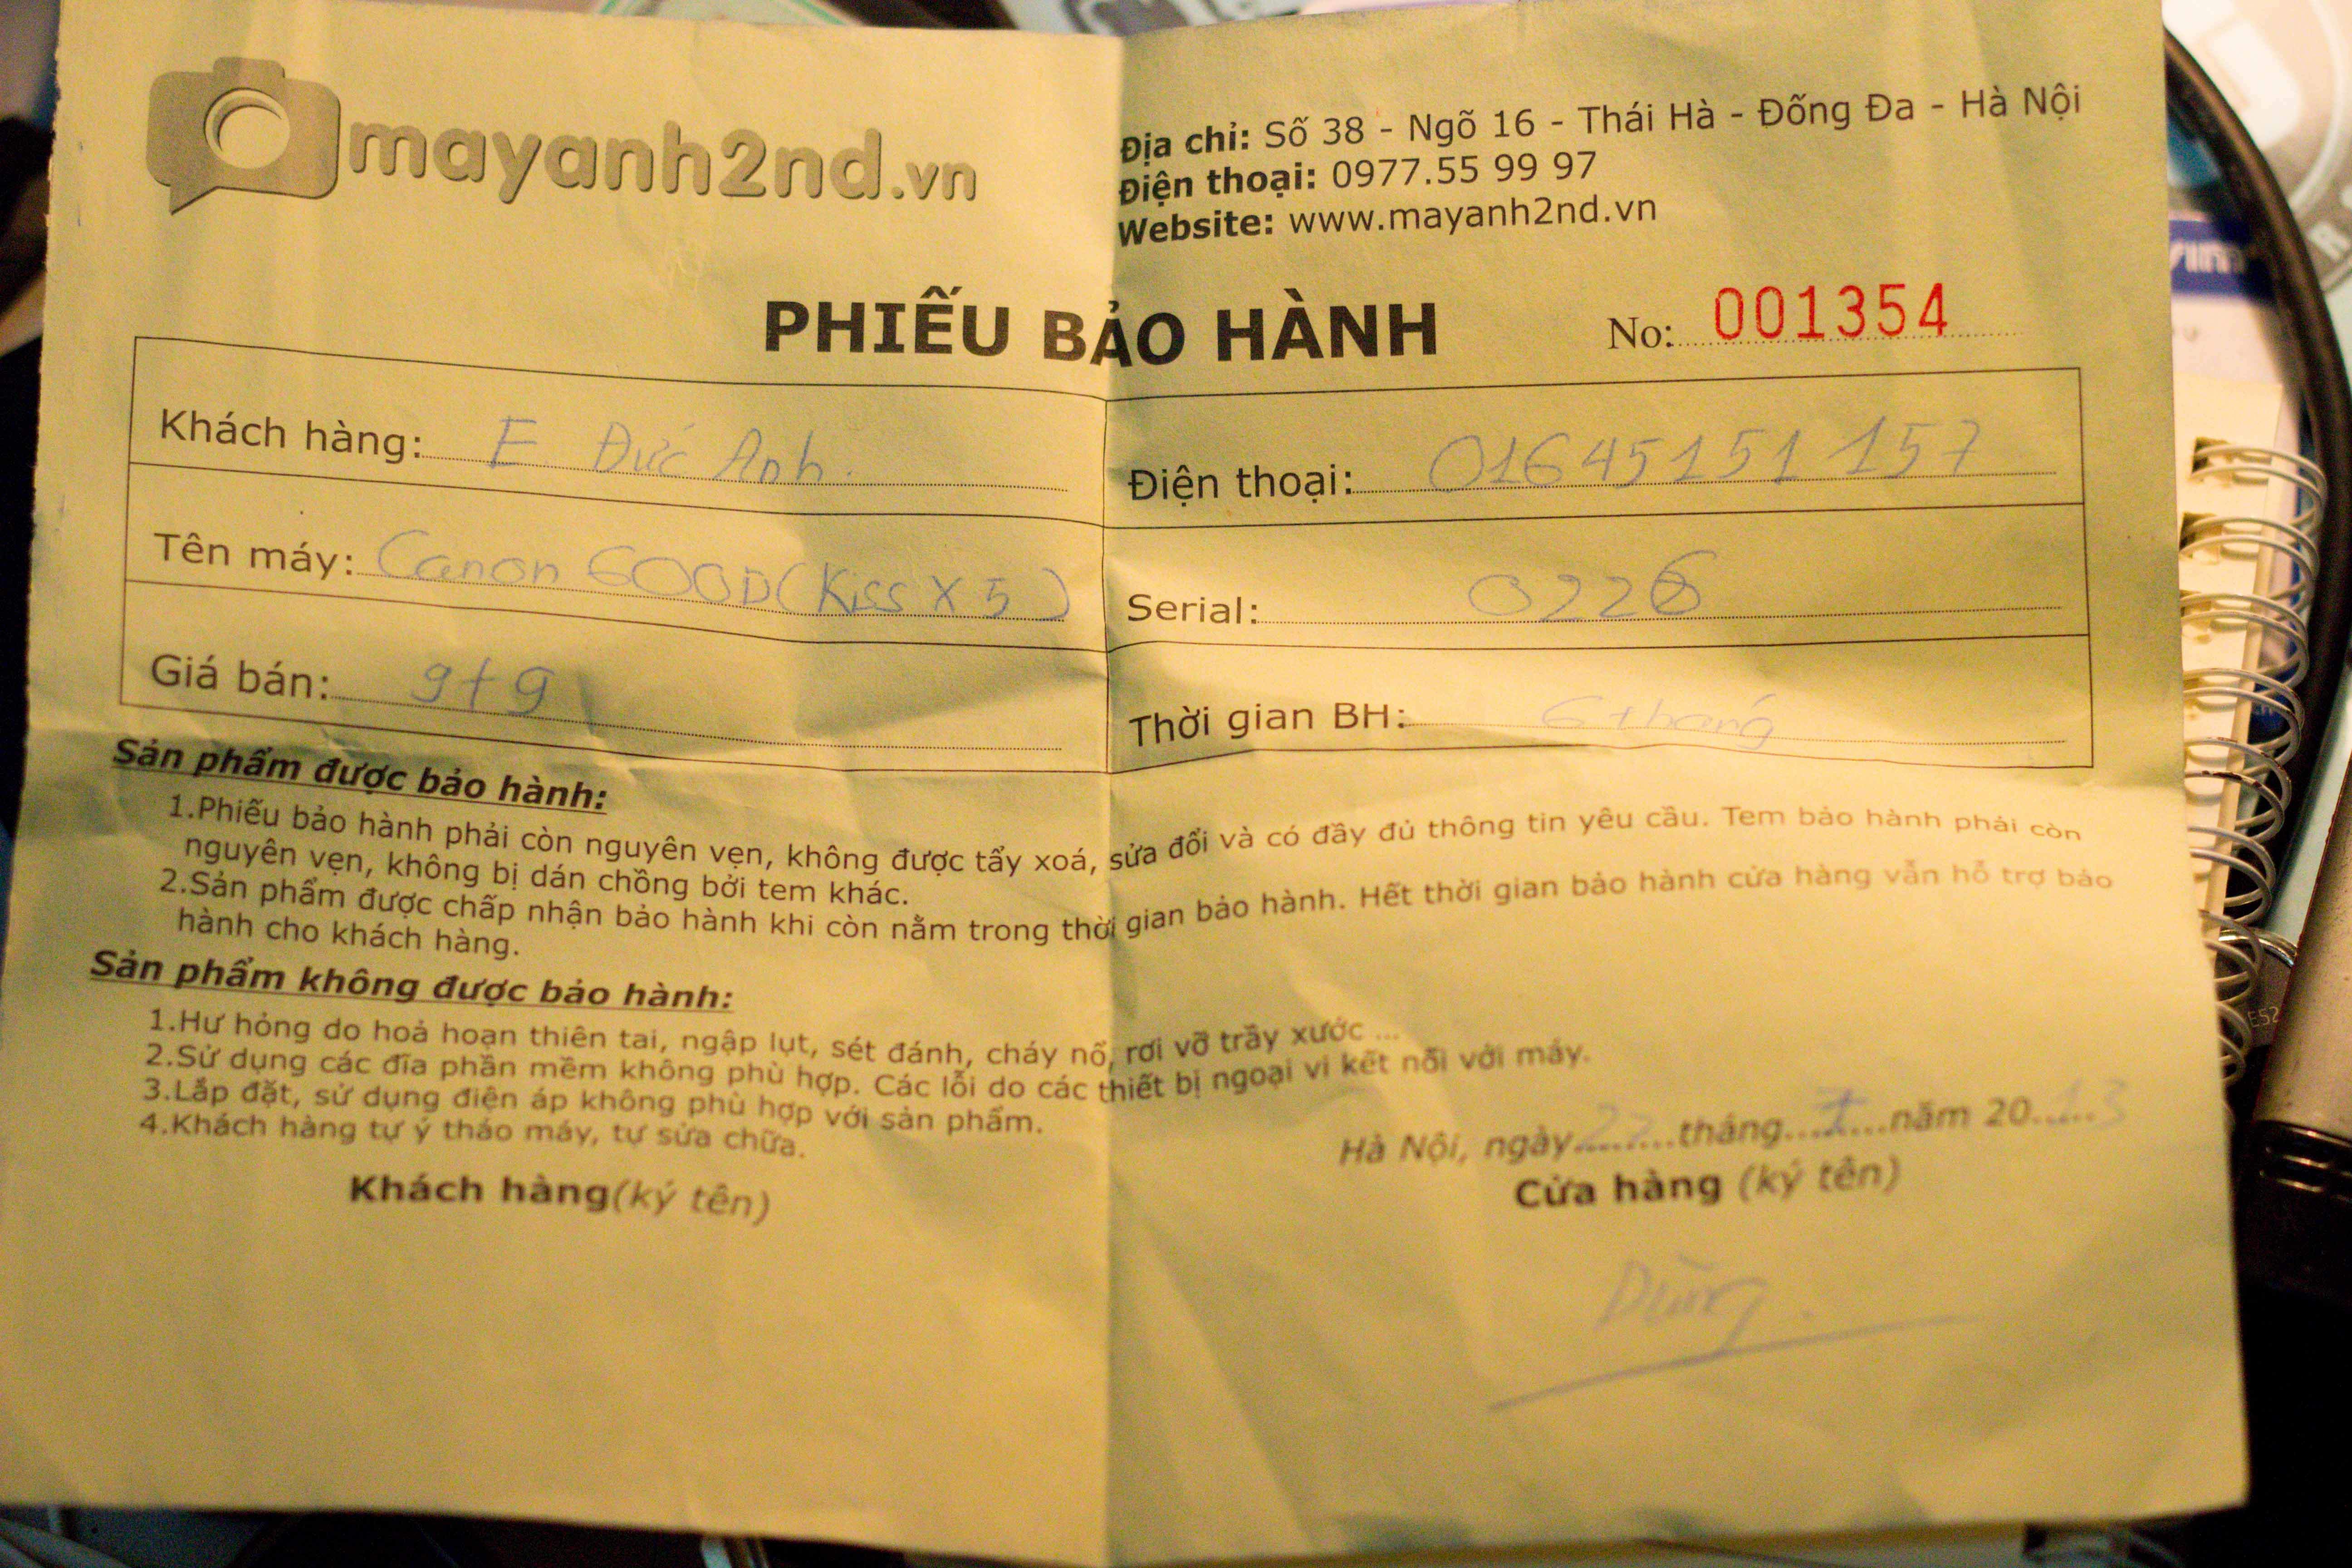 mayanh2nd.vn
Địa chỉ: Số 38 - Ngõ 16 - Thái Hà - Đống Đa - Hà Nội
Điện thoại: 0977.55 99 97
Website: www.mayanh2nd.vn
PHIẾU BẢO HÀNH
No: 001354
Khách hàng: E Đức Anh.
Điện thoại: 01645151157
Tên máy: Canon 600D (Kiss X5)
Serial: 0226
Giá bán: 9t9
Thời gian BH: 6 tháng
Sản phẩm được bảo hành:
1.Phiếu bảo hành phải còn nguyên vẹn, không được tẩy xoá, sửa đổi và có đầy đủ thông tin yêu cầu. Tem bảo hành phải còn
nguyên vẹn, không bị dán chồng bởi tem khác.
2.Sản phẩm được chấp nhận bảo hành khi còn nằm trong thời gian bảo hành. Hết thời gian bảo hành cửa hàng vẫn hỗ trợ bảo
hành cho khách hàng.
Sản phẩm không được bảo hành:
1.Hư hỏng do hoả hoạn thiên tai, ngập lụt, sét đánh, cháy nổ, rơi vỡ trầy xước ...
2.Sử dụng các đĩa phần mềm không phù hợp. Các lỗi do các thiết bị ngoại vi kết nối với máy.
3.Lắp đặt, sử dụng điện áp không phù hợp với sản phẩm.
4.Khách hàng tự ý tháo máy, tự sửa chữa.
Hà Nội, ngày 27 tháng 7 năm 2013
Khách hàng(ký tên)
Cửa hàng (ký tên)
Dũng.